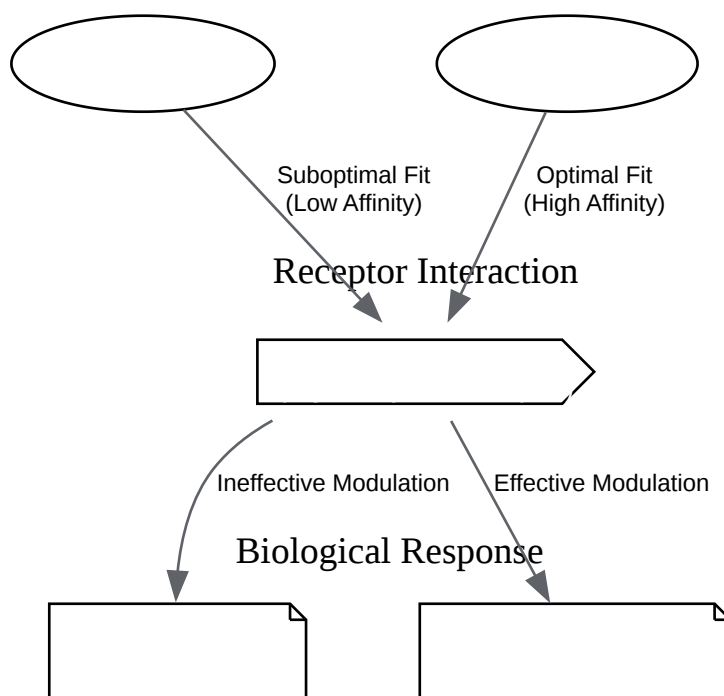 Suboptimal Fit
(Low Affinity)
Optimal Fit
(High Affinity)
Receptor Interaction
Ineffective Modulation
Effective Modulation
Biological Response